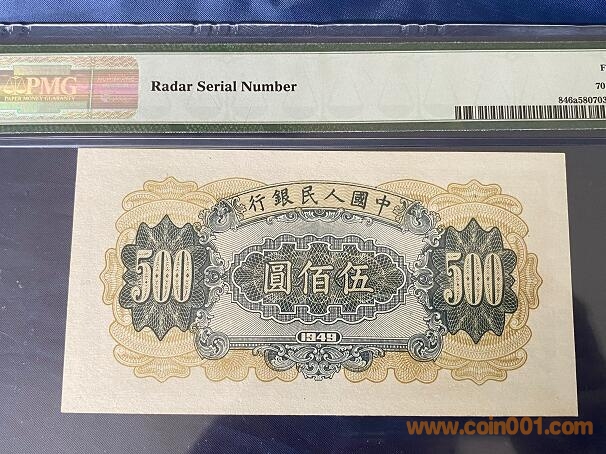 PMG
PAPER MONEY GUARANTY
Radar Serial Number
F
70
846a580703
中國人民銀行
500
伍佰圓
500
1949
www.coin001.com